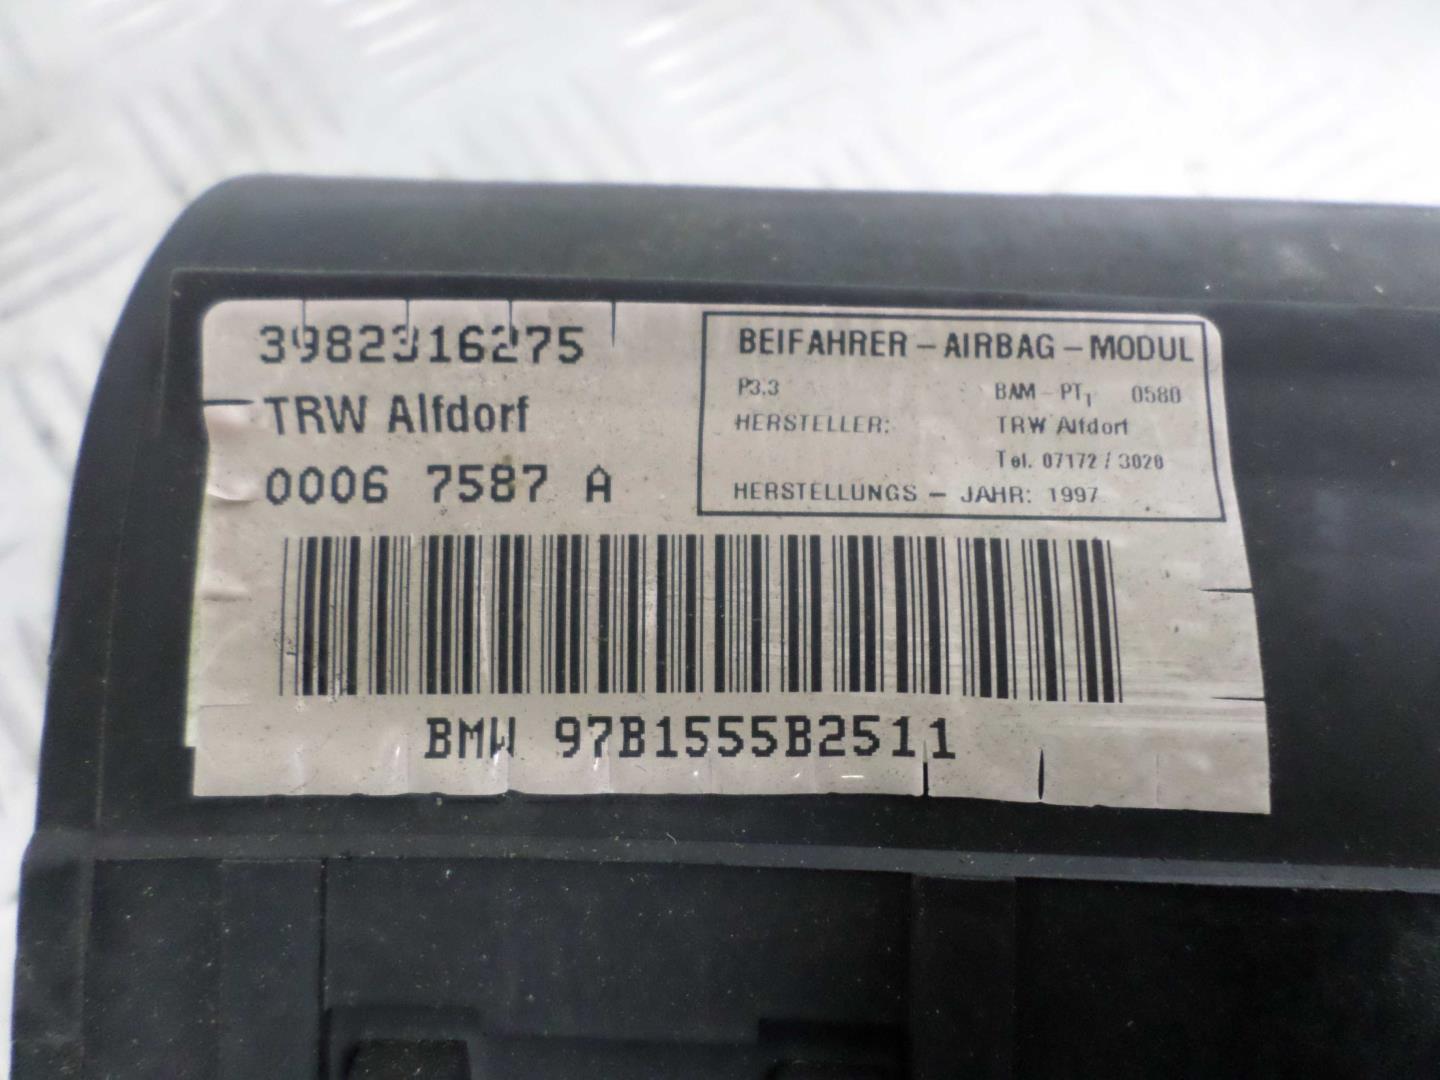 3982316275
TRW Alfdorf
0006 7587 A
BEIFAHRER - AIRBAG - MODUL
P3.3 BAM - PT1 0580
HERSTELLER: TRW Alfdorf
Tel. 07172 / 3020
HERSTELLUNGS - JAHR: 1997
BMW 97B1555B2511